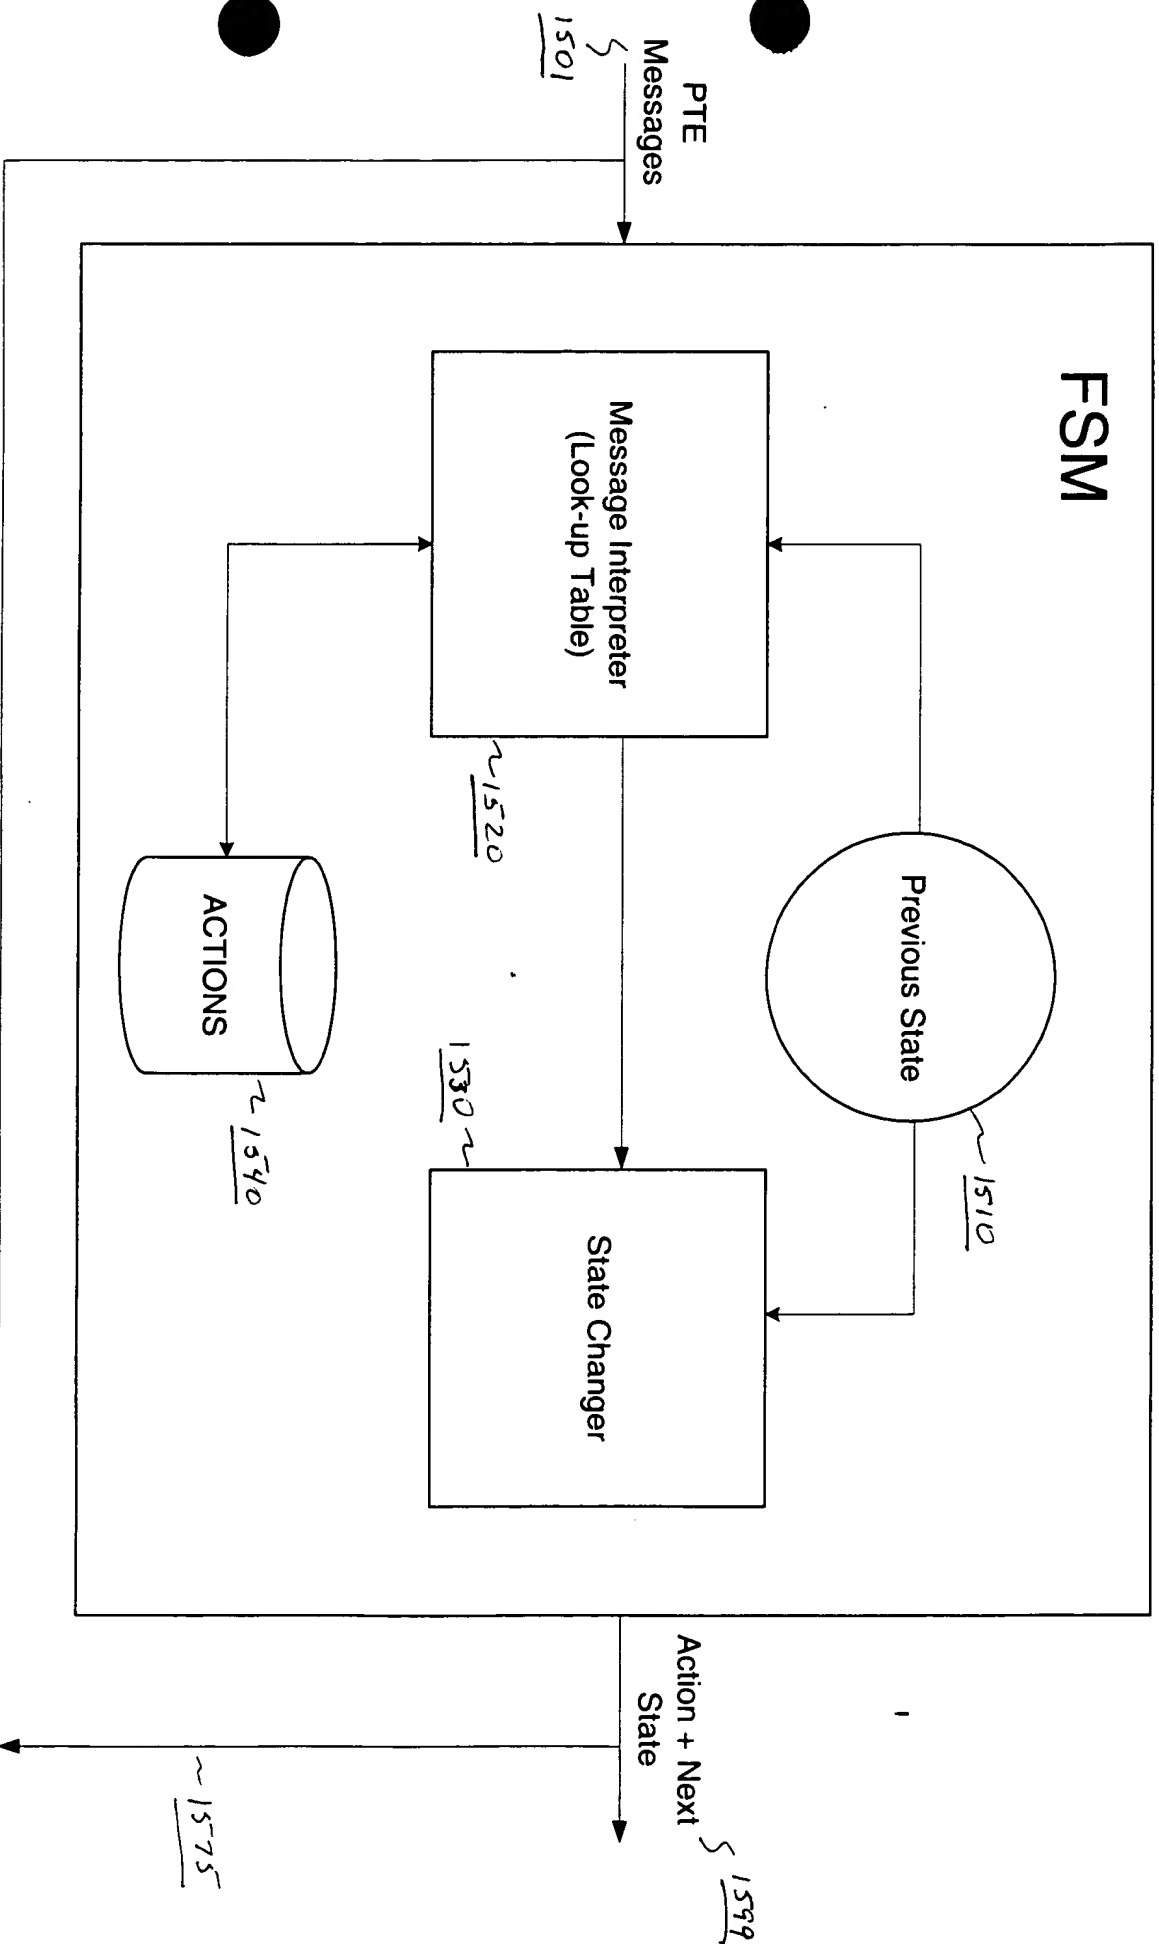 FSM
PTE
Messages
1501
Previous State
1510
Message Interpreter
(Look-up Table)
1520
State Changer
1530
ACTIONS
1540
Action + Next
State
1599
1575